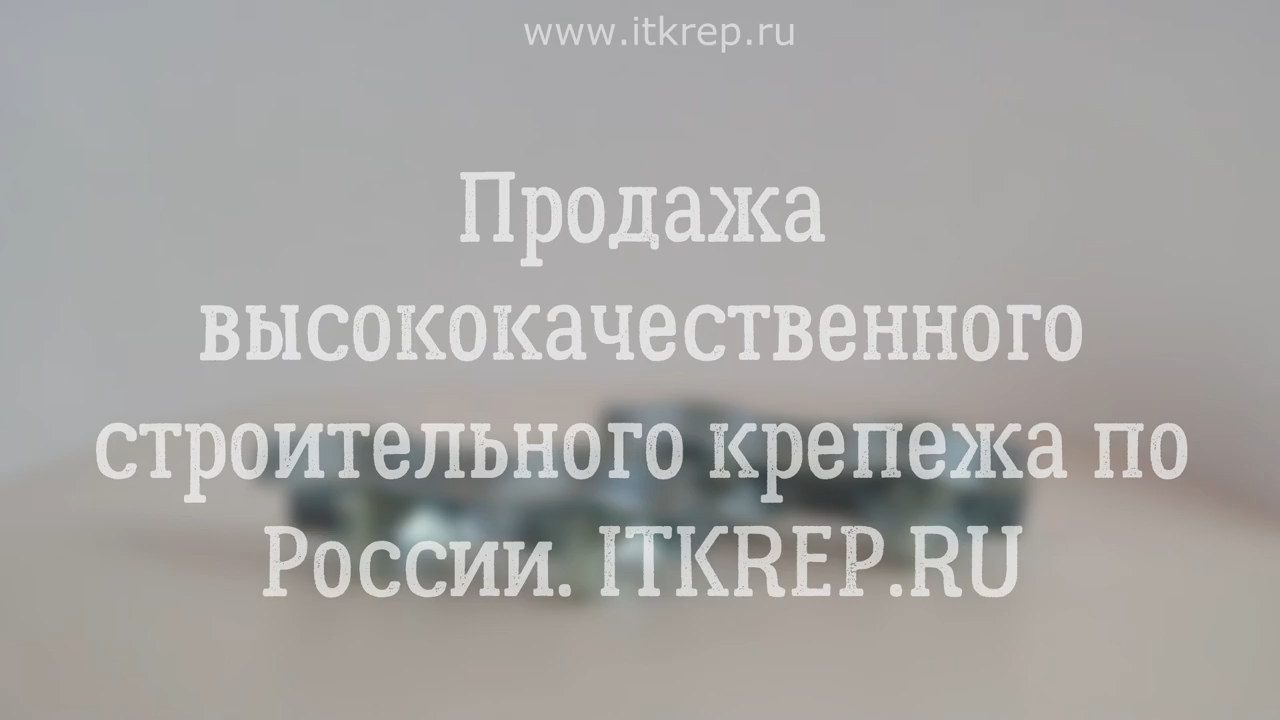 www.itkrep.ru
Продажа
высококачественного
строительного крепежа по
России. ITKREP.RU